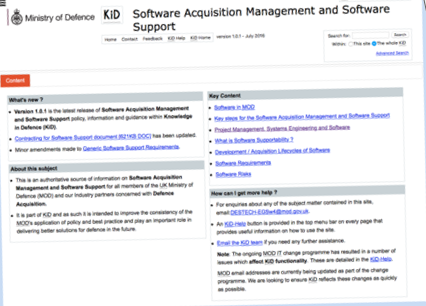 Ministry of Defence
KiD
Software Acquisition Management and Software
Support
Home Contact Feedback KiD Help KiD Home version 1.0.1 - July 2019
Search for: Search
Within: This site The whole KiD
Advanced Search
Content
What's new ?
Version 1.0.1 is the latest release of Software Acquisition Management
and Software Support policy, information and guidance within Knowledge
in Defence (KiD).
Contracting for Software Support document [621KB DOC] has been updated.
Minor amendments made to Generic Software Support Requirements.
About this subject
This is an authoritative source of information on Software Acquisition
Management and Software Support for all members of the UK Ministry of
Defence (MOD) and our Industry partners concerned with Defence
Acquisition.
It is part of KiD and as such it is intended to improve the consistency of the
MOD's application of policy and best practice and play an important role in
delivering better solutions for defence in the future.
Key Content
Software in MOD
Key steps for the Software Acquisition Management and Software Support
Project Management, Systems Engineering and Software
What is Software Supportability ?
Development / Acquisition Lifecycles of Software
Software Requirements
Software Risks
How can I get more help ?
For enquiries about any of the subject matter contained in this site,
email:DESTECH-EGSw4@mod.gov.uk.
An KiD-Help button is provided in the top menu bar on every page that
provides useful information on how to use the site.
Email the KiD team if you need any further assistance.
Note: The ongoing MOD IT change programme has resulted in a number of
issues which affect KiD functionality. These are detailed in the KiD-Help.
MOD email addresses are currently being updated as part of the change
programme. We are looking to ensure KiD reflects these changes as quickly
as possible.